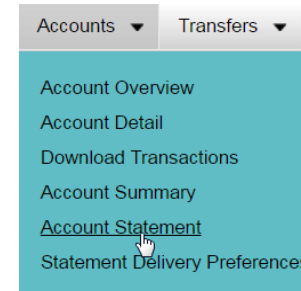 Accounts Transfers
Account Overview
Account Detail
Download Transactions
Account Summary
Account Statement
Statement Delivery Preferences